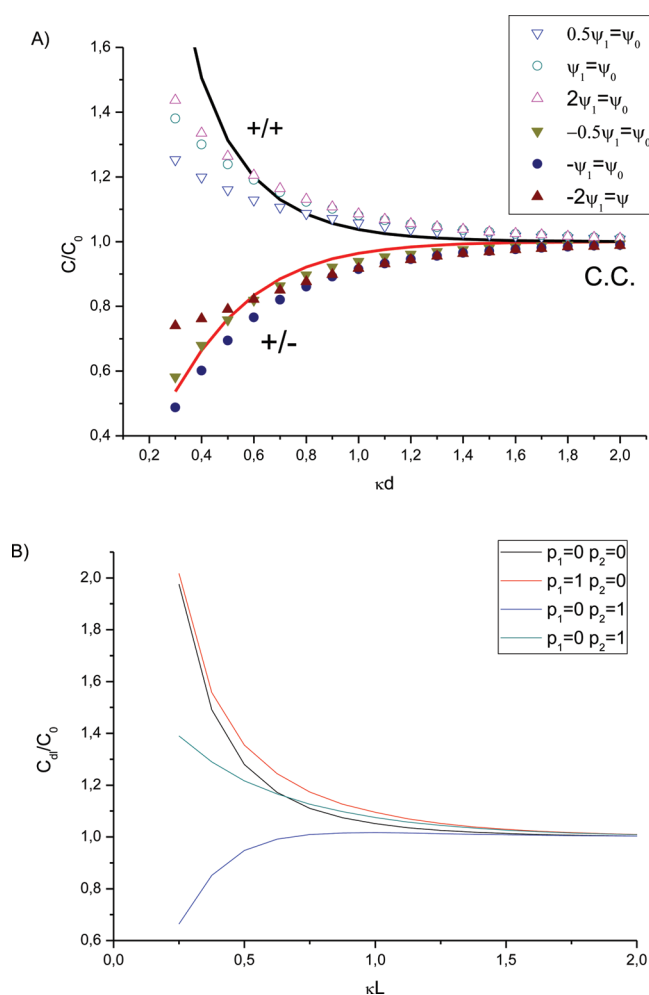 A)
1,6
1,4
1,2
1,0
0,8
0,6
0,4
C/C₀
0,2 0,4 0,6 0,8 1,0 1,2 1,4 1,6 1,8 2,0
κd
+/+
+/-
C.C.
0.5ψ₁=ψ₀
ψ₁=ψ₀
2ψ₁=ψ₀
−0.5ψ₁=ψ₀
-ψ₁=ψ₀
-2ψ₁=ψ
B)
2,0
1,8
1,6
1,4
1,2
1,0
0,8
0,6
C_dl/C₀
0,0 0,5 1,0 1,5 2,0
κL
p₁=0 p₂=0
p₁=1 p₂=0
p₁=0 p₂=1
p₁=0 p₂=1